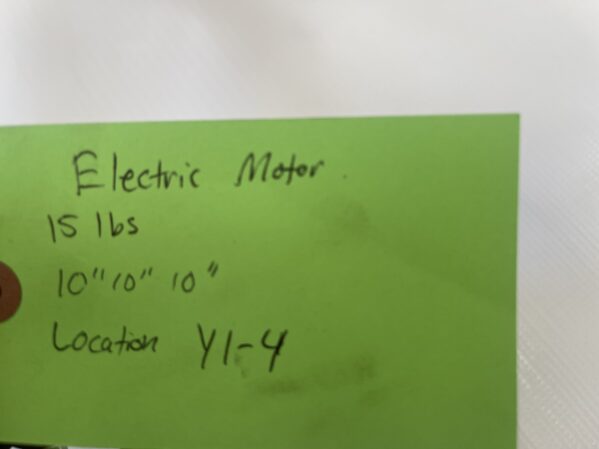 Electric Motor
15 lbs
10" 10" 10"
Location Y1-4